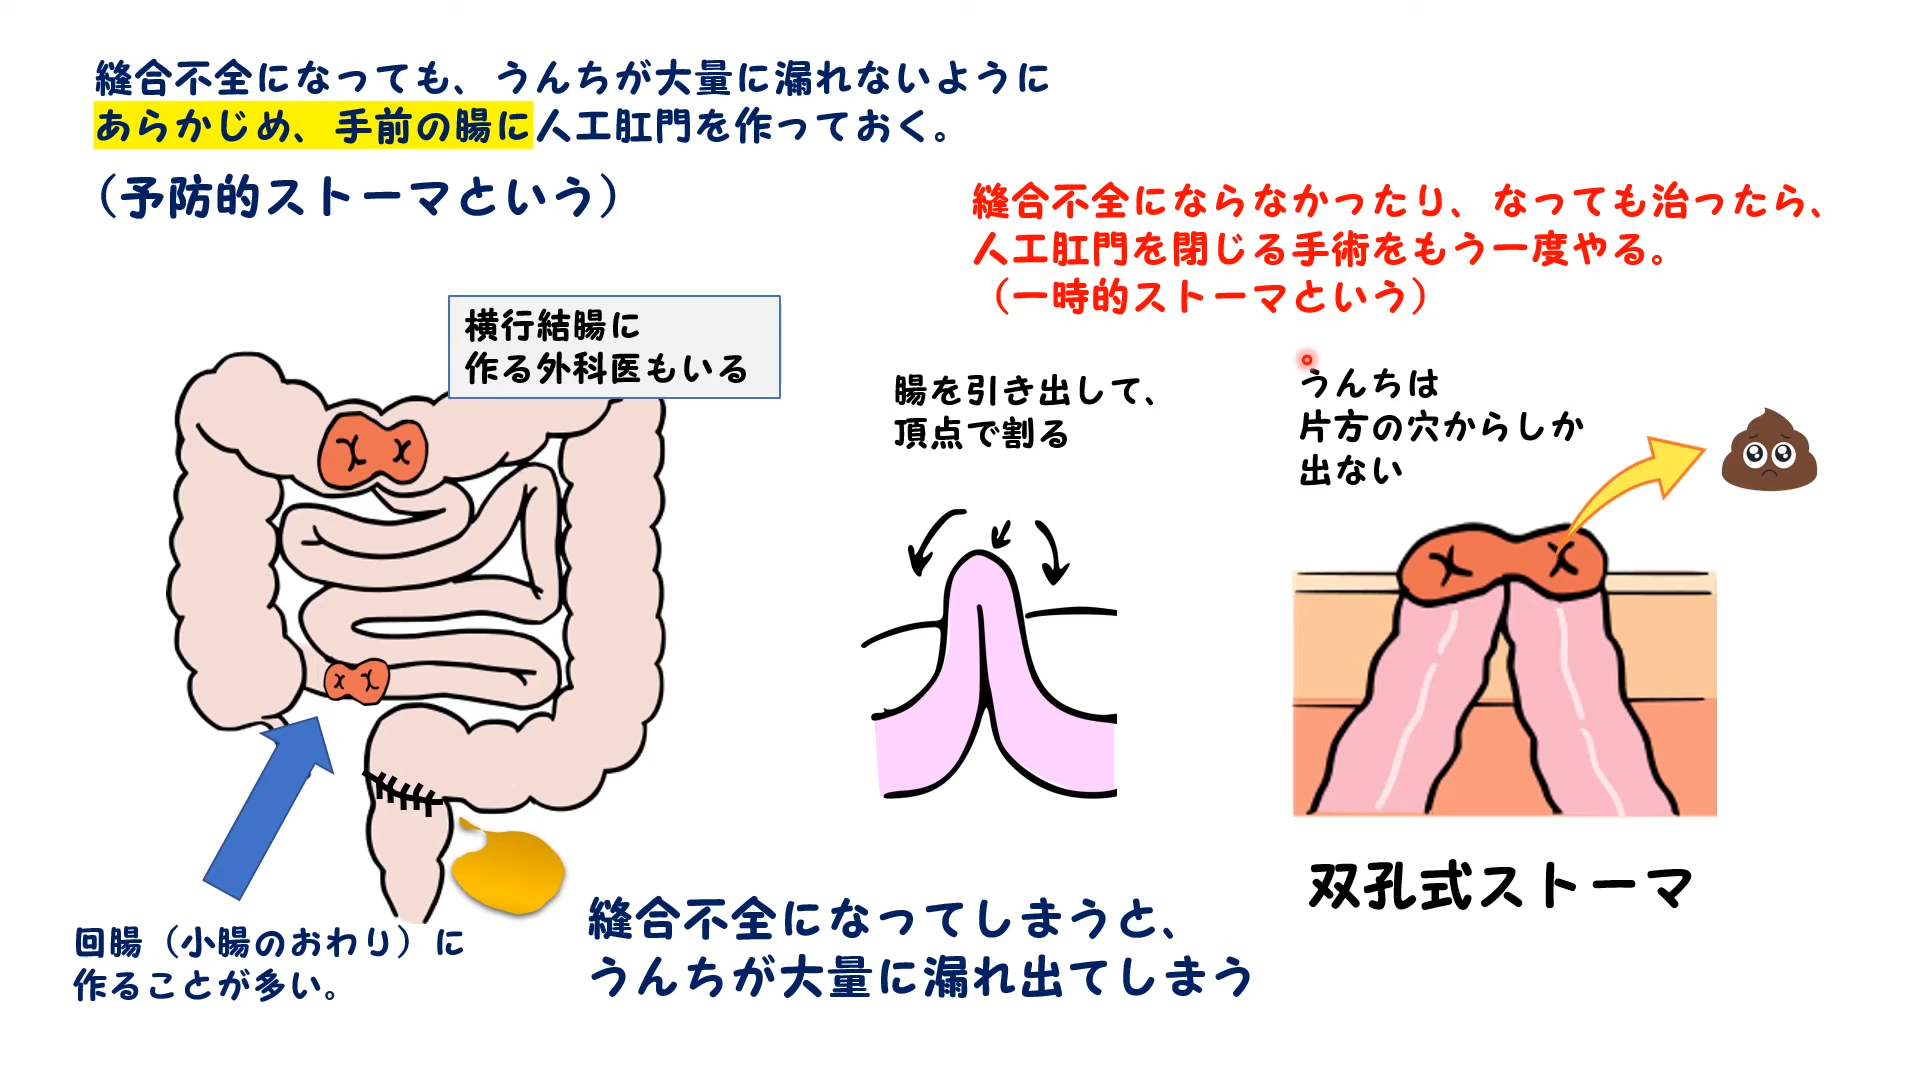 縫合不全になっても、うんちが大量に漏れないように
あらかじめ、手前の腸に人工肛門を作っておく。
（予防的ストーマという）
縫合不全にならなかったり、なっても治ったら、
人工肛門を閉じる手術をもう一度やる。
（一時的ストーマという）
横行結腸に
作る外科医もいる
腸を引き出して、
頂点で割る
うんちは
片方の穴からしか
出ない
双孔式ストーマ
回腸（小腸のおわり）に
作ることが多い。
縫合不全になってしまうと、
うんちが大量に漏れ出てしまう